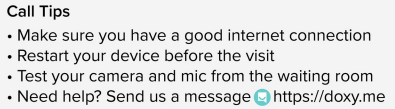 Call Tips
• Make sure you have a good internet connection
• Restart your device before the visit
• Test your camera and mic from the waiting room
• Need help? Send us a message https://doxy.me